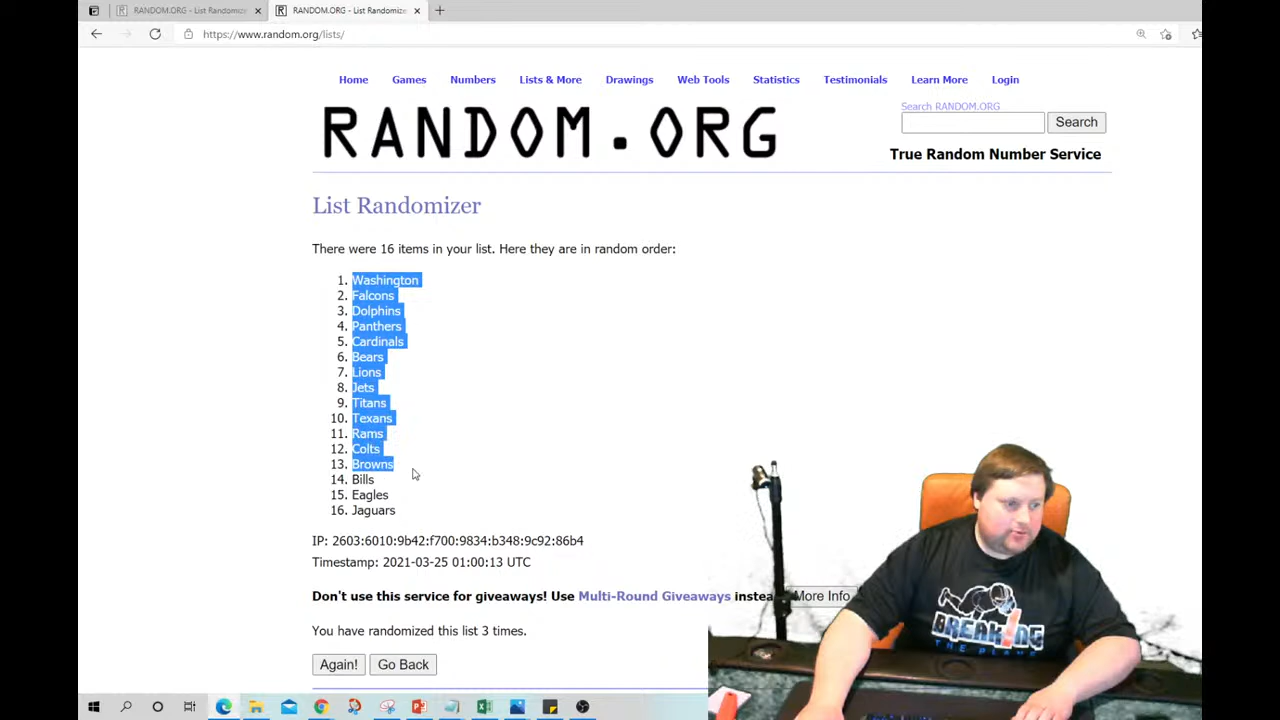 RANDOM.ORG - List Randomize
RANDOM.ORG - List Randomize
https://www.random.org/lists/
Home Games Numbers Lists & More Drawings Web Tools Statistics Testimonials Learn More Login
Search RANDOM.ORG
RANDOM.ORG
Search
True Random Number Service
List Randomizer
There were 16 items in your list. Here they are in random order:
1. Washington
2. Falcons
3. Dolphins
4. Panthers
5. Cardinals
6. Bears
7. Lions
8. Jets
9. Titans
10. Texans
11. Rams
12. Colts
13. Browns
14. Bills
15. Eagles
16. Jaguars
IP: 2603:6010:9b42:f700:9834:b348:9c92:86b4
Timestamp: 2021-03-25 01:00:13 UTC
Don't use this service for giveaways! Use Multi-Round Giveaways instea More Info
You have randomized this list 3 times.
Again! Go Back
BREAKING
THE PLANE